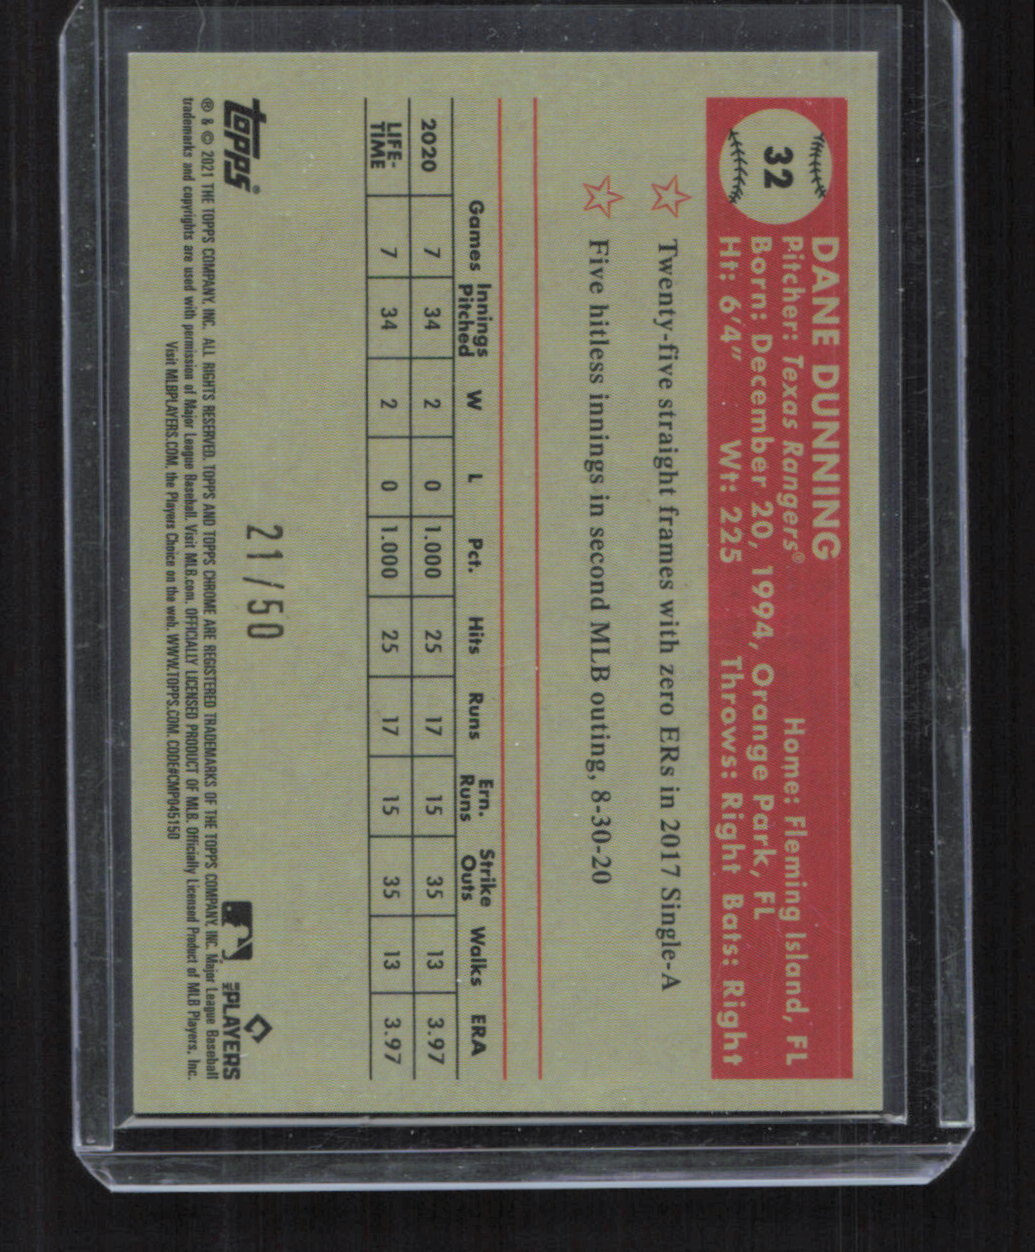 32
DANE DUNNING
Pitcher: Texas Rangers® Home: Fleming Island, FL
Born: December 20, 1994, Orange Park, FL
Ht: 6'4" Wt: 225 Throws: Right Bats: Right
Twenty-five straight frames with zero ERs in 2017 Single-A
Five hitless innings in second MLB outing, 8-30-20
Games Innings Pitched W L Pct. Hits Runs Ern. Runs Strike Outs Walks ERA
2020 7 34 2 0 1.000 25 17 15 35 13 3.97
LIFE-TIME 7 34 2 0 1.000 25 17 15 35 13 3.97
21/50
topps®
MLB PLAYERS
® & © 2021 THE TOPPS COMPANY, INC. ALL RIGHTS RESERVED. TOPPS AND TOPPS CHROME ARE REGISTERED TRADEMARKS OF THE TOPPS COMPANY, INC. Major League Baseball
trademarks and copyrights are used with permission of Major League Baseball. Visit MLB.com. OFFICIALLY LICENSED PRODUCT OF MLB. Officially Licensed Product of MLB Players, Inc.
Visit MLBPLAYERS.COM, the Players Choice on the web. WWW.TOPPS.COM. CODE#CMP045150